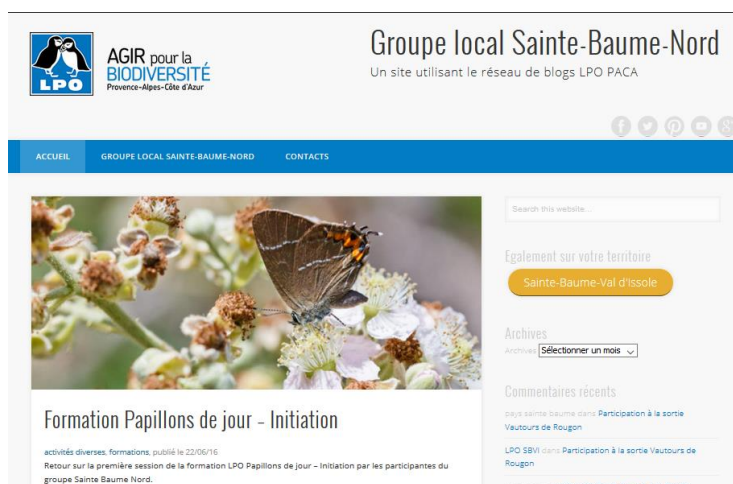 LPO
AGIR pour la
BIODIVERSITÉ
Provence-Alpes-Côte d'Azur
Groupe local Sainte-Baume-Nord
Un site utilisant le réseau de blogs LPO PACA
ACCUEIL
GROUPE LOCAL SAINTE-BAUME-NORD
CONTACTS
Search this website...
Egalement sur votre territoire
Sainte-Baume-Val d'Issole
Archives
Archives Sélectionner un mois
Commentaires récents
pays sainte baume dans Participation à la sortie
Vautours de Rougon
LPO SBVI dans Participation à la sortie Vautours de
Rougon
Formation Papillons de jour – Initiation
activités diverses, formations, publié le 22/06/16
Retour sur la première session de la formation LPO Papillons de jour – Initiation par les participantes du
groupe Sainte Baume Nord.